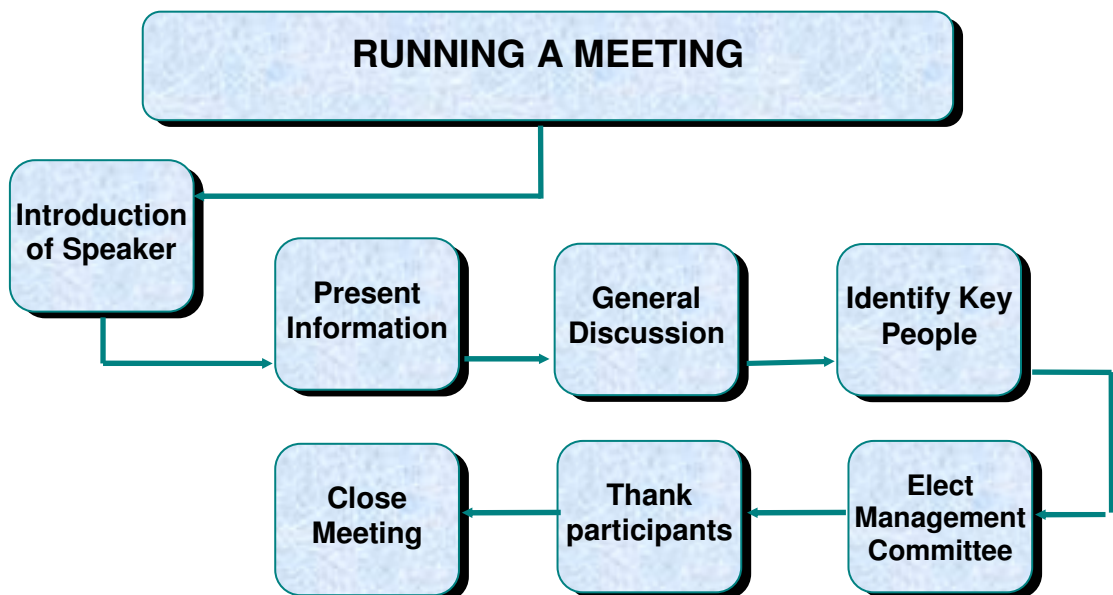 RUNNING A MEETING
Introduction
of Speaker
Present
Information
General
Discussion
Identify Key
People
Elect
Management
Committee
Thank
participants
Close
Meeting